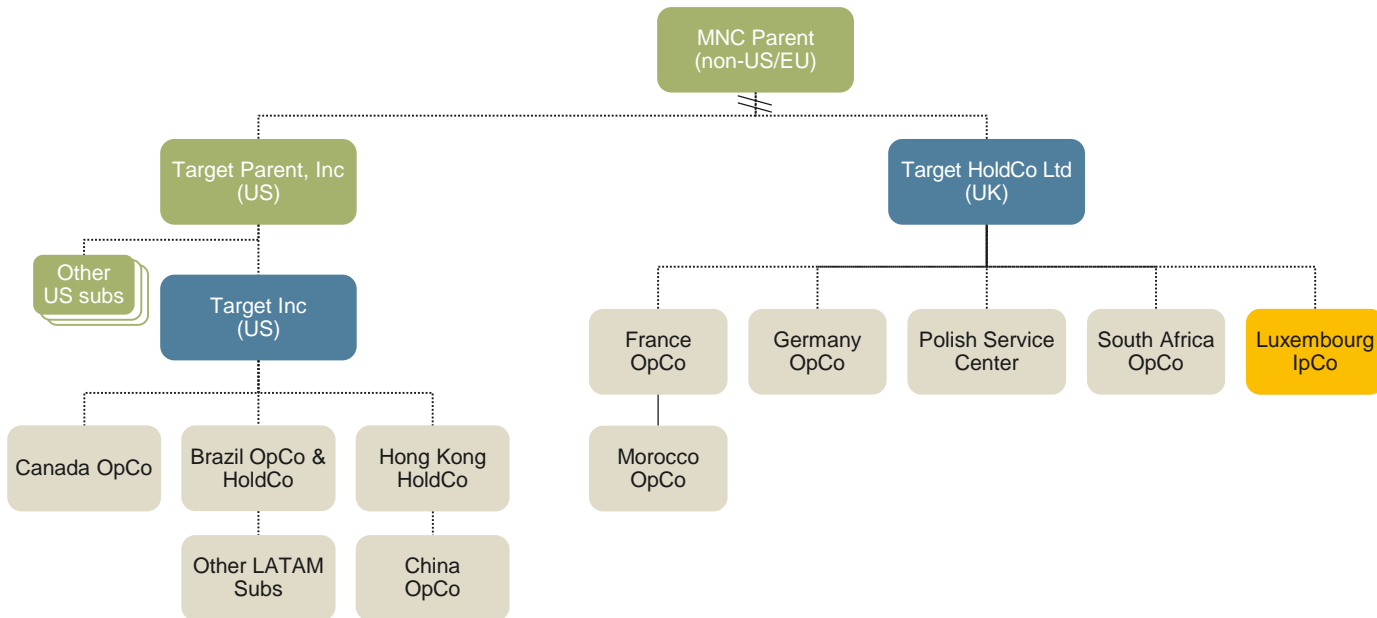 MNC Parent
(non-US/EU)
Target Parent, Inc
(US)
Target HoldCo Ltd
(UK)
Other
US subs
Target Inc
(US)
France
OpCo
Germany
OpCo
Polish Service
Center
South Africa
OpCo
Luxembourg
IpCo
Canada OpCo
Brazil OpCo &
HoldCo
Hong Kong
HoldCo
Morocco
OpCo
Other LATAM
Subs
China
OpCo